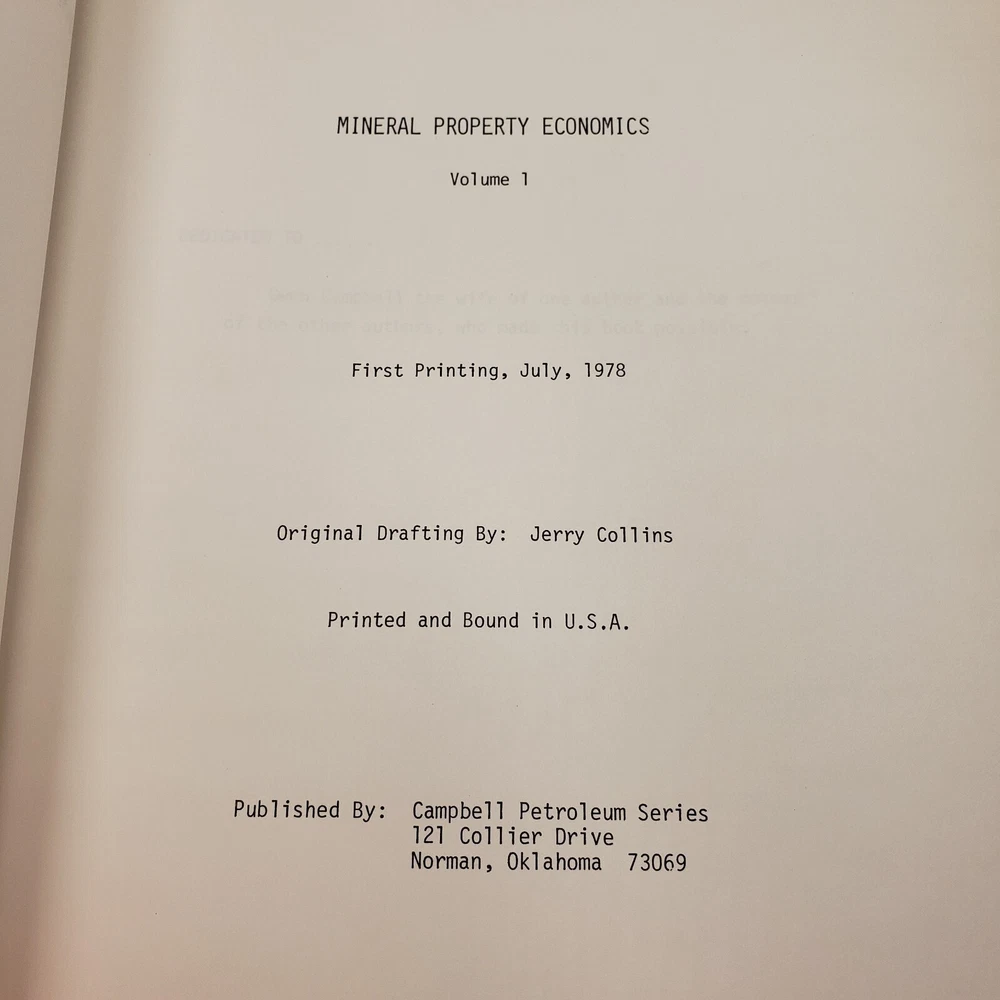 MINERAL PROPERTY ECONOMICS
Volume 1
First Printing, July, 1978
Original Drafting By: Jerry Collins
Printed and Bound in U.S.A.
Published By: Campbell Petroleum Series
121 Collier Drive
Norman, Oklahoma 73069